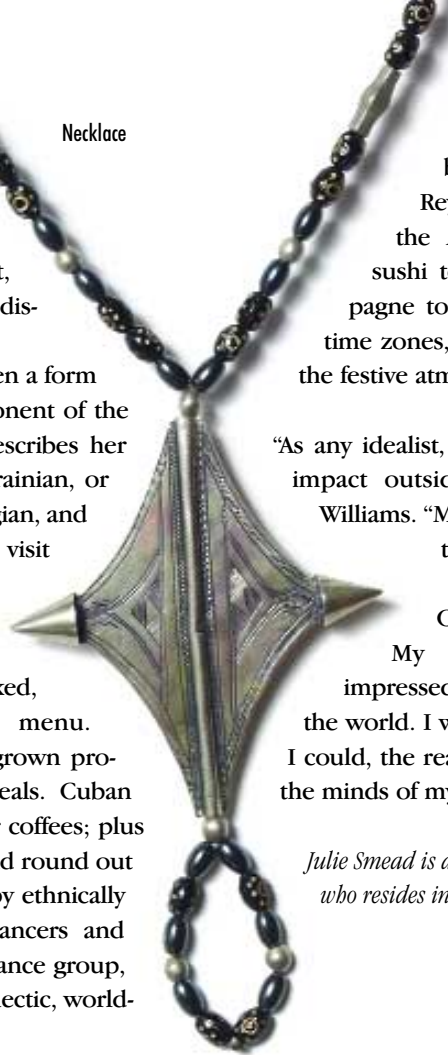 Necklace
t,
dis-
en a form
onent of the
escribes her
rainian, or
gian, and
visit
ked,
menu.
grown pro-
eals. Cuban
coffees; plus
d round out
by ethnically
ancers and
ance group,
lectic, world-
Re
the
sushi t
pagne to
time zones,
the festive atm
“As any idealist,
impact outsid
Williams. “M
t
My
impressed
the world. I w
I could, the rea
the minds of my
Julie Smead is a
who resides in